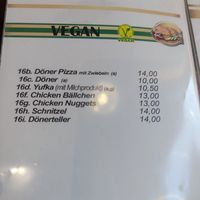 VEGAN
VEGAN
16b. Döner Pizza mit Zwiebeln (a) 14,00
16c. Döner (a) 10,00
16d. Yufka (mit Milchprodukt) 10,50
16f. Chicken Bällchen 13,00
16g. Chicken Nuggets 13,00
16h. Schnitzel 14,00
16i. Dönerteller 14,00